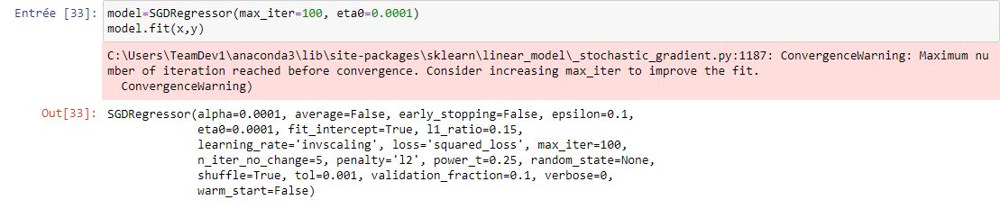 Entrée [33]: model=SGDRegressor(max_iter=100, eta0=0.0001)
model.fit(x,y)
C:\Users\TeamDev1\anaconda3\lib\site-packages\sklearn\linear_model\_stochastic_gradient.py:1187: ConvergenceWarning: Maximum nu
mber of iteration reached before convergence. Consider increasing max_iter to improve the fit.
  ConvergenceWarning)
Out[33]: SGDRegressor(alpha=0.0001, average=False, early_stopping=False, epsilon=0.1,
             eta0=0.0001, fit_intercept=True, l1_ratio=0.15,
             learning_rate='invscaling', loss='squared_loss', max_iter=100,
             n_iter_no_change=5, penalty='l2', power_t=0.25, random_state=None,
             shuffle=True, tol=0.001, validation_fraction=0.1, verbose=0,
             warm_start=False)